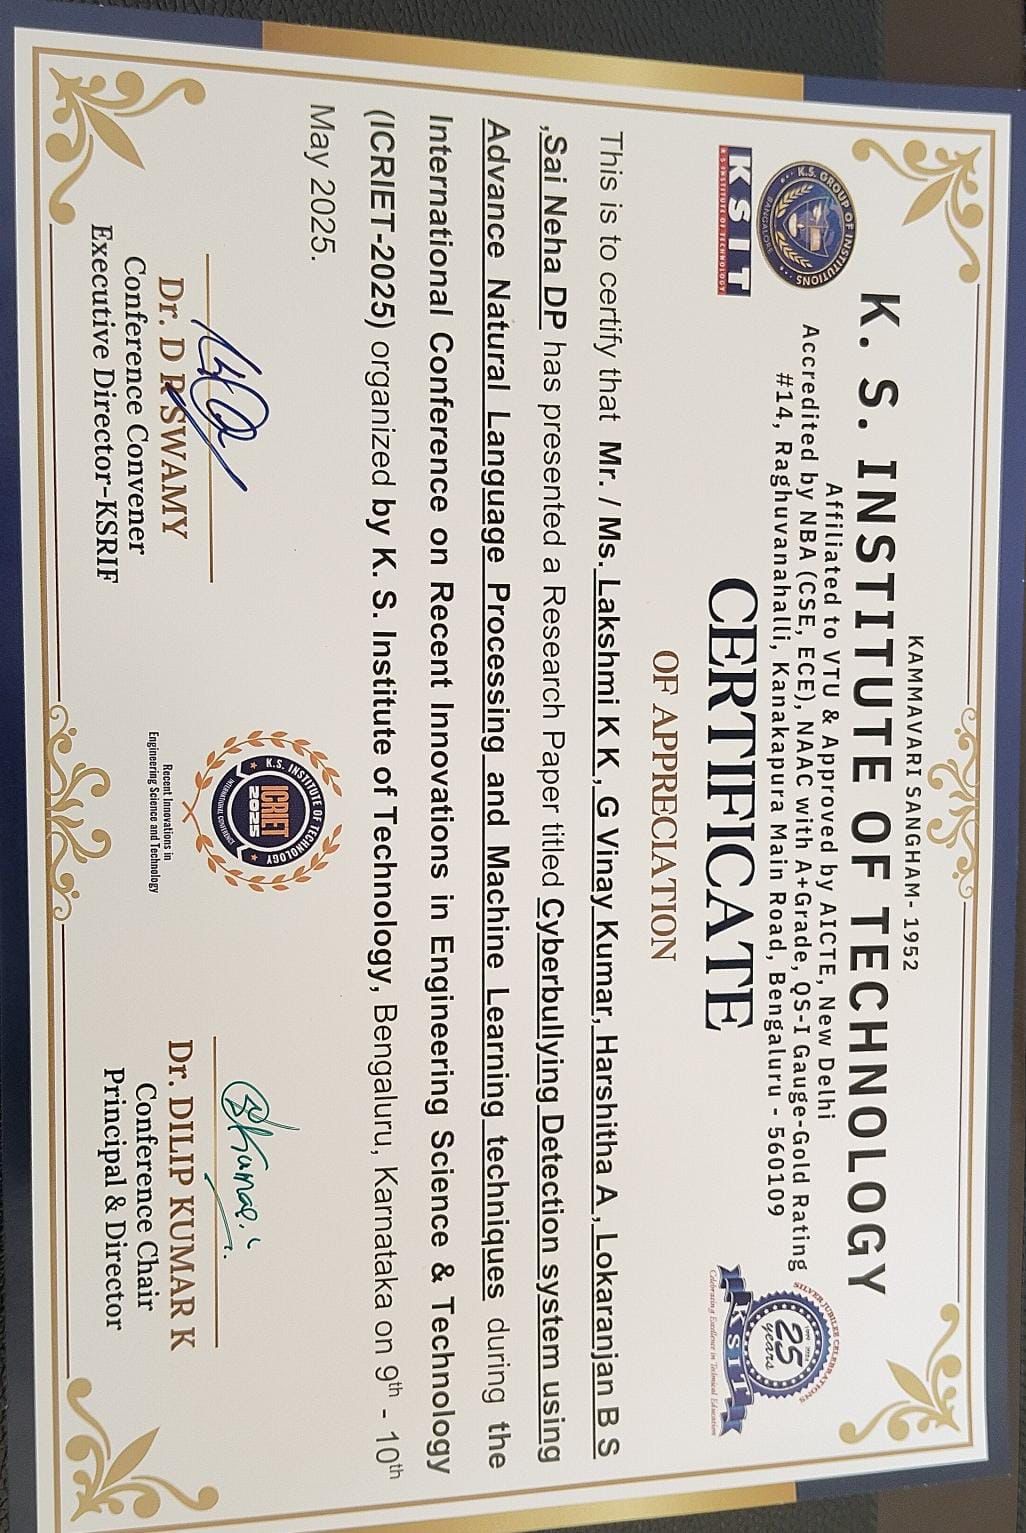 KAMMAVARI SANGHAM- 1952
K. S. INSTITUTE OF TECHNOLOGY
Affiliated to VTU & Approved by AICTE, New Delhi
Accredited by NBA (CSE, ECE), NAAC with A+Grade, QS-I Gauge-Gold Rating
#14, Raghuvanahalli, Kanakapura Main Road, Bengaluru - 560109
K.S. GROUP OF INSTITUTIONS
BANGALORE
KSIT
K S INSTITUTE OF TECHNOLOGY
SILVER JUBILEE CELEBRATIONS
25
years
KSIT
Celebrating Excellence in Technical Education
CERTIFICATE
OF APPRECIATION
This is to certify that Mr. / Ms. Lakshmi K K , G Vinay Kumar, Harshitha A , Lokaranjan B S
,Sai Neha DP has presented a Research Paper titled Cyberbullying Detection system using
Advance Natural Language Processing and Machine Learning techniques during the
International Conference on Recent Innovations in Engineering Science & Technology
(ICRIET-2025) organized by K. S. Institute of Technology, Bengaluru, Karnataka on 9th - 10th
May 2025.
Dr. D R SWAMY
Conference Convener
Executive Director-KSRIF
K.S. INSTITUTE OF TECHNOLOGY
ICRIET
2025
INTERNATIONAL CONFERENCE
Recent Innovations in
Engineering Science and Technology
Dr. DILIP KUMAR K
Conference Chair
Principal & Director